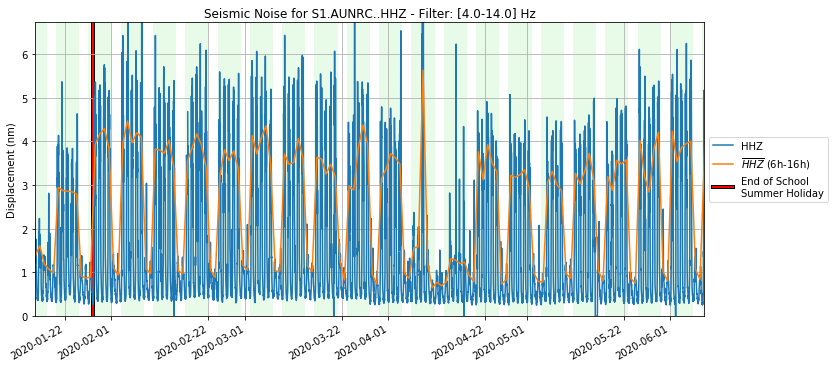 Seismic Noise for S1.AUNRC..HHZ - Filter: [4.0-14.0] Hz
Displacement (nm)
6
5
4
3
2
1
0
2020-01-22
2020-02-01
2020-02-22
2020-03-01
2020-03-22
2020-04-01
2020-04-22
2020-05-01
2020-05-22
2020-06-01
HHZ
HHZ (6h-16h)
End of School
Summer Holiday